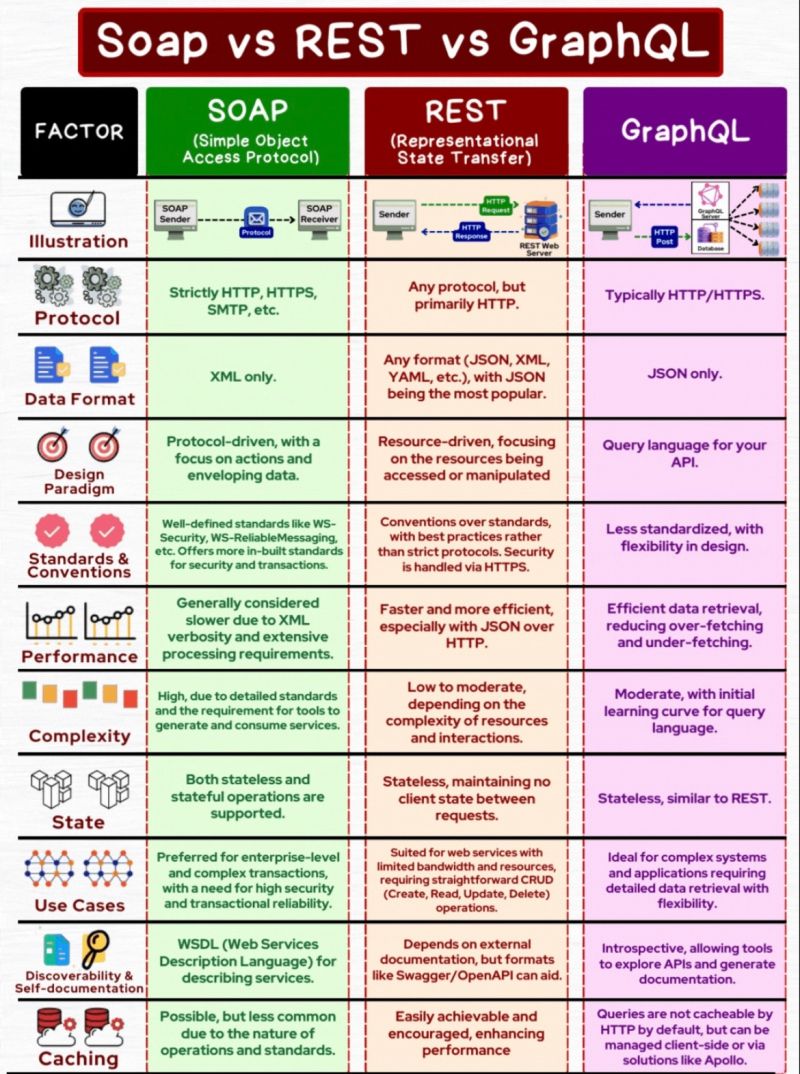 Soap vs REST vs GraphQL
FACTOR
SOAP
(Simple Object
Access Protocol)
REST
(Representational
State Transfer)
GraphQL
Illustration
SOAP
Sender
Protocol
SOAP
Receiver
Sender
HTTP
Request
HTTP
Response
REST Web
Server
Sender
HTTP
Post
GraphQL
Server
Database
Protocol
Strictly HTTP, HTTPS,
SMTP, etc.
Any protocol, but
primarily HTTP.
Typically HTTP/HTTPS.
Data Format
XML only.
Any format (JSON, XML,
YAML, etc.), with JSON
being the most popular.
JSON only.
Design
Paradigm
Protocol-driven, with a
focus on actions and
enveloping data.
Resource-driven, focusing
on the resources being
accessed or manipulated
Query language for your
API.
Standards &
Conventions
Well-defined standards like WS-
Security, WS-ReliableMessaging,
etc. Offers more in-built standards
for security and transactions.
Conventions over standards,
with best practices rather
than strict protocols. Security
is handled via HTTPS.
Less standardized, with
flexibility in design.
Performance
Generally considered
slower due to XML
verbosity and extensive
processing requirements.
Faster and more efficient,
especially with JSON over
HTTP.
Efficient data retrieval,
reducing over-fetching
and under-fetching.
Complexity
High, due to detailed standards
and the requirement for tools to
generate and consume services.
Low to moderate,
depending on the
complexity of resources
and interactions.
Moderate, with initial
learning curve for query
language.
State
Both stateless and
stateful operations are
supported.
Stateless, maintaining no
client state between
requests.
Stateless, similar to REST.
Use Cases
Preferred for enterprise-level
and complex transactions,
with a need for high security
and transactional reliability.
Suited for web services with
limited bandwidth and resources,
requiring straightforward CRUD
(Create, Read, Update, Delete)
operations.
Ideal for complex systems
and applications requiring
detailed data retrieval with
flexibility.
Discoverability &
Self-documentation
WSDL (Web Services
Description Language) for
describing services.
Depends on external
documentation, but formats
like Swagger/OpenAPI can aid.
Introspective, allowing tools
to explore APIs and generate
documentation.
Caching
Possible, but less common
due to the nature of
operations and standards.
Easily achievable and
encouraged, enhancing
performance
Queries are not cacheable by
HTTP by default, but can be
managed client-side or via
solutions like Apollo.